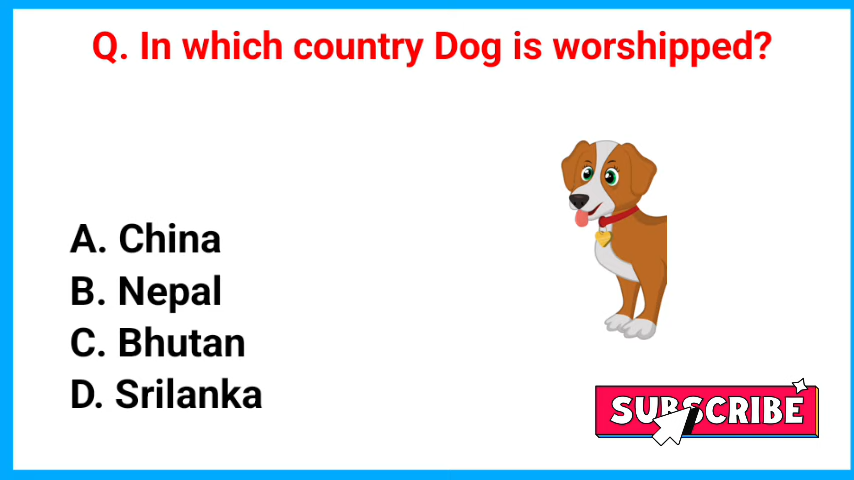 Q. In which country Dog is worshipped?
A. China
B. Nepal
C. Bhutan
D. Srilanka
SUBSCRIBE